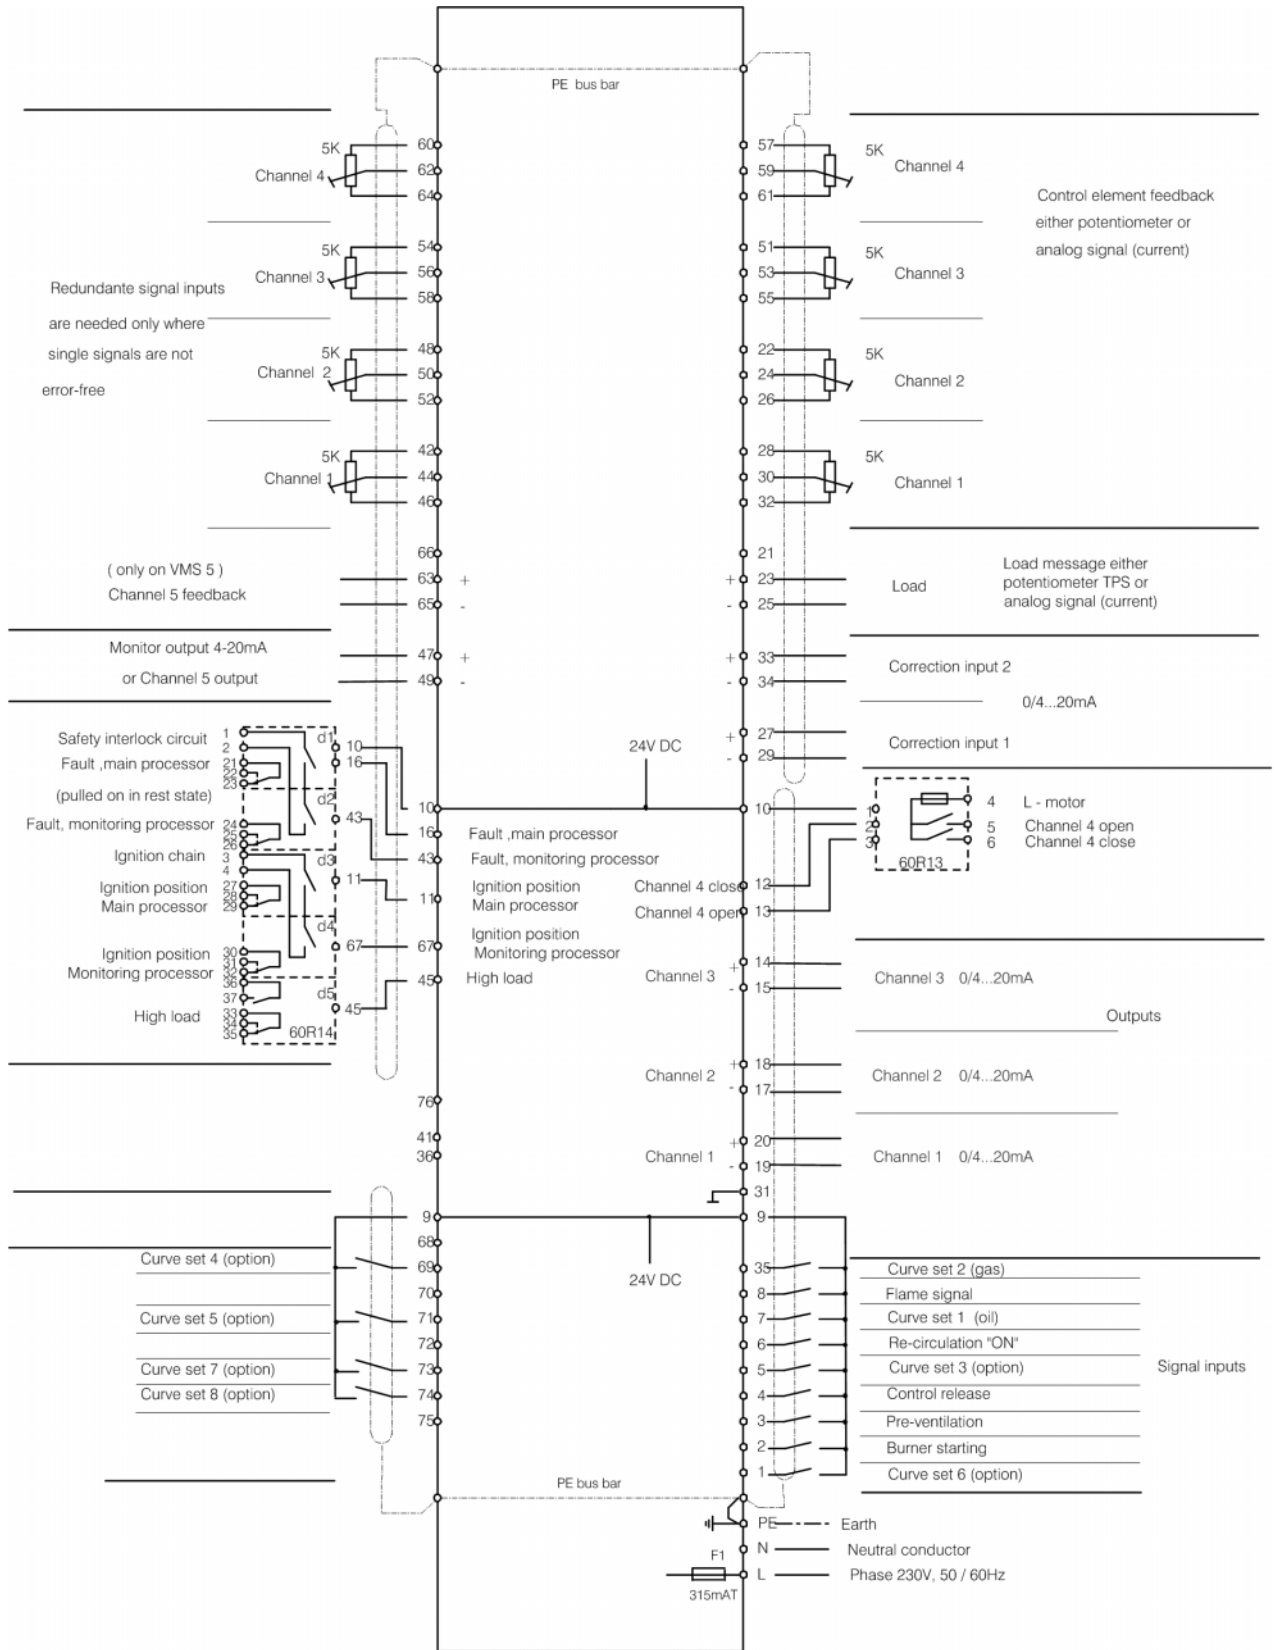 PE bus bar
60
5K
Channel 4
62
64
54
5K
Channel 3
56
58
Redundante signal inputs
are needed only where
single signals are not
error-free
48
5K
Channel 2
50
52
42
5K
Channel 1
44
46
66
( only on VMS 5 )
63 +
Channel 5 feedback
65 -
Monitor output 4-20mA
47 +
or Channel 5 output
49 -
57
5K
Channel 4
59
61
Control element feedback
either potentiometer or
analog signal (current)
51
5K
Channel 3
53
55
22
5K
Channel 2
24
26
28
5K
Channel 1
30
32
21
+ 23
- 25
Load
Load message either
potentiometer TPS or
analog signal (current)
+ 33
- 34
Correction input 2
0/4...20mA
27
+
- 29
Correction input 1
Safety interlock circuit
1
2
d1
10
16
Fault ,main processor
21
22
23
(pulled on in rest state)
d2
43
Fault, monitoring processor
24
25
26
Ignition chain
3
4
d3
11
Ignition position
Main processor
27
28
29
d4
67
Ignition position
Monitoring processor
30
31
32
36
37
d5
45
High load
33
34
35
60R14
24V DC
10
16 Fault ,main processor
43 Fault, monitoring processor
11
Ignition position
Main processor
67
Ignition position
Monitoring processor
45 High load
10
Channel 4 close 12
Channel 4 open 13
1
2
3
4 L - motor
5 Channel 4 open
6 Channel 4 close
60R13
Channel 3
+ 14
- 15
Channel 3 0/4...20mA
Outputs
Channel 2
+ 18
- 17
Channel 2 0/4...20mA
Channel 1
+ 20
- 19
Channel 1 0/4...20mA
31
76
41
36
9
68
Curve set 4 (option)
69
70
Curve set 5 (option)
71
72
Curve set 7 (option)
73
Curve set 8 (option)
74
75
24V DC
9
35 Curve set 2 (gas)
8 Flame signal
7 Curve set 1 (oil)
6 Re-circulation "ON"
5 Curve set 3 (option)
Signal inputs
4 Control release
3 Pre-ventilation
2 Burner starting
1 Curve set 6 (option)
PE bus bar
PE Earth
N Neutral conductor
F1
L Phase 230V, 50 / 60Hz
315mAT